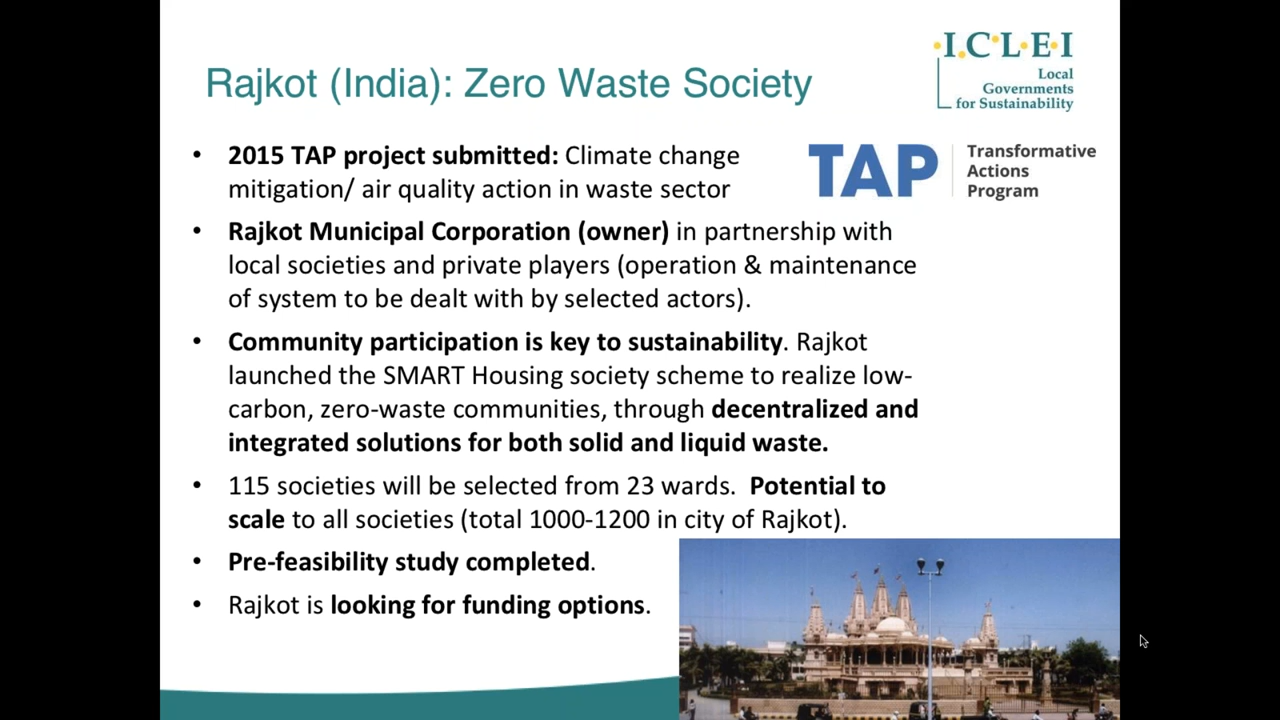 I.C.L.E.I
Local
Governments
for Sustainability
Rajkot (India): Zero Waste Society
TAP
Transformative
Actions
Program
• 2015 TAP project submitted: Climate change
mitigation/ air quality action in waste sector
• Rajkot Municipal Corporation (owner) in partnership with
local societies and private players (operation & maintenance
of system to be dealt with by selected actors).
• Community participation is key to sustainability. Rajkot
launched the SMART Housing society scheme to realize low-
carbon, zero-waste communities, through decentralized and
integrated solutions for both solid and liquid waste.
• 115 societies will be selected from 23 wards. Potential to
scale to all societies (total 1000-1200 in city of Rajkot).
• Pre-feasibility study completed.
• Rajkot is looking for funding options.